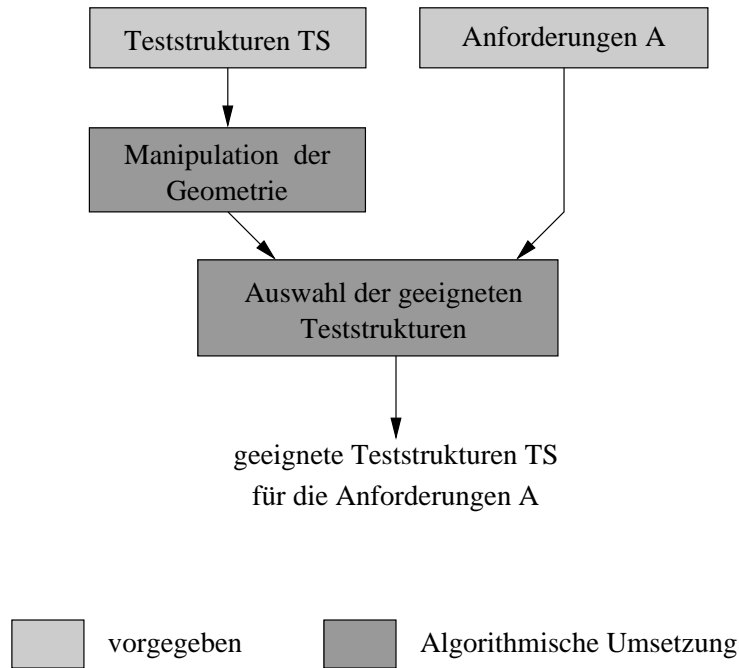 Teststrukturen TS
Anforderungen A
Manipulation der
Geometrie
Auswahl der geeigneten
Teststrukturen
geeignete Teststrukturen TS
für die Anforderungen A
vorgegeben
Algorithmische Umsetzung